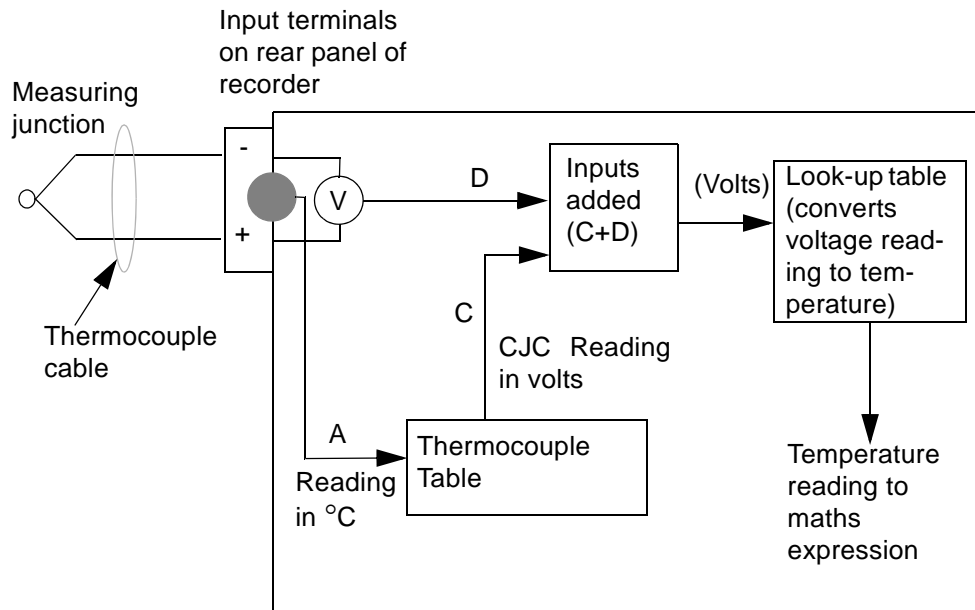 Input terminals
on rear panel of
recorder
Measuring
junction
-
+
V
D
Inputs
added
(C+D)
(Volts)
Look-up table
(converts
voltage read-
ing to tem-
perature)
Thermocouple
cable
C
CJC Reading
in volts
A
Reading
in °C
Thermocouple
Table
Temperature
reading to
maths
expression